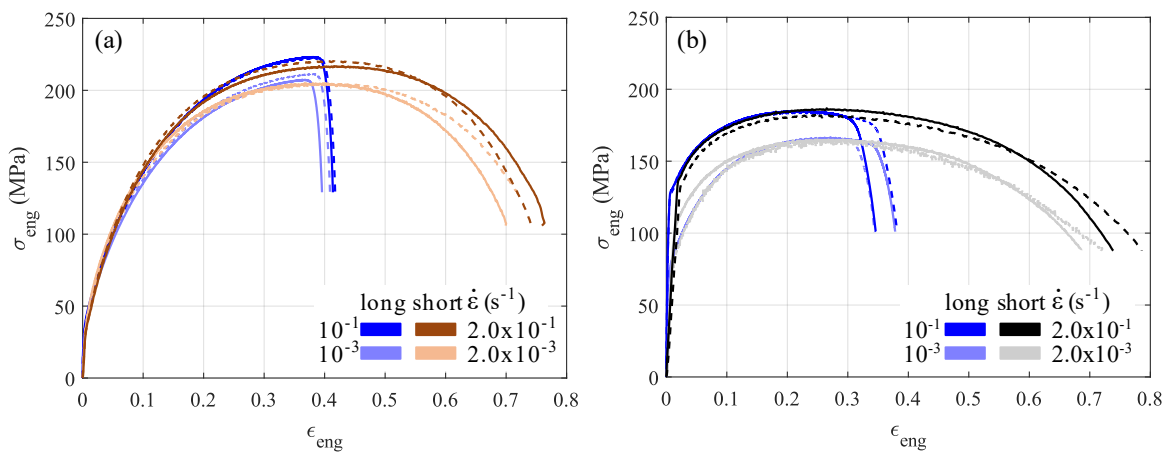 (a)
250
200
150
100
50
0
σeng (MPa)
long short ε̇ (s⁻¹)
10⁻¹ 2.0x10⁻¹
10⁻³ 2.0x10⁻³
0 0.1 0.2 0.3 0.4 0.5 0.6 0.7 0.8
ϵeng
(b)
250
200
150
100
50
0
σeng (MPa)
long short ε̇ (s⁻¹)
10⁻¹ 2.0x10⁻¹
10⁻³ 2.0x10⁻³
0 0.1 0.2 0.3 0.4 0.5 0.6 0.7 0.8
ϵeng